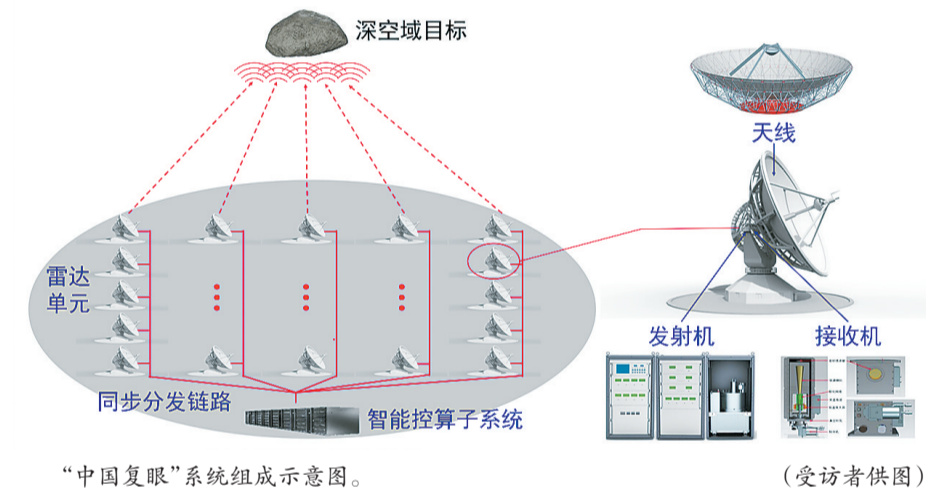 深空域目标
天线
雷达
单元
发射机
接收机
同步分发链路
智能控算子系统
“中国复眼”系统组成示意图。
（受访者供图）